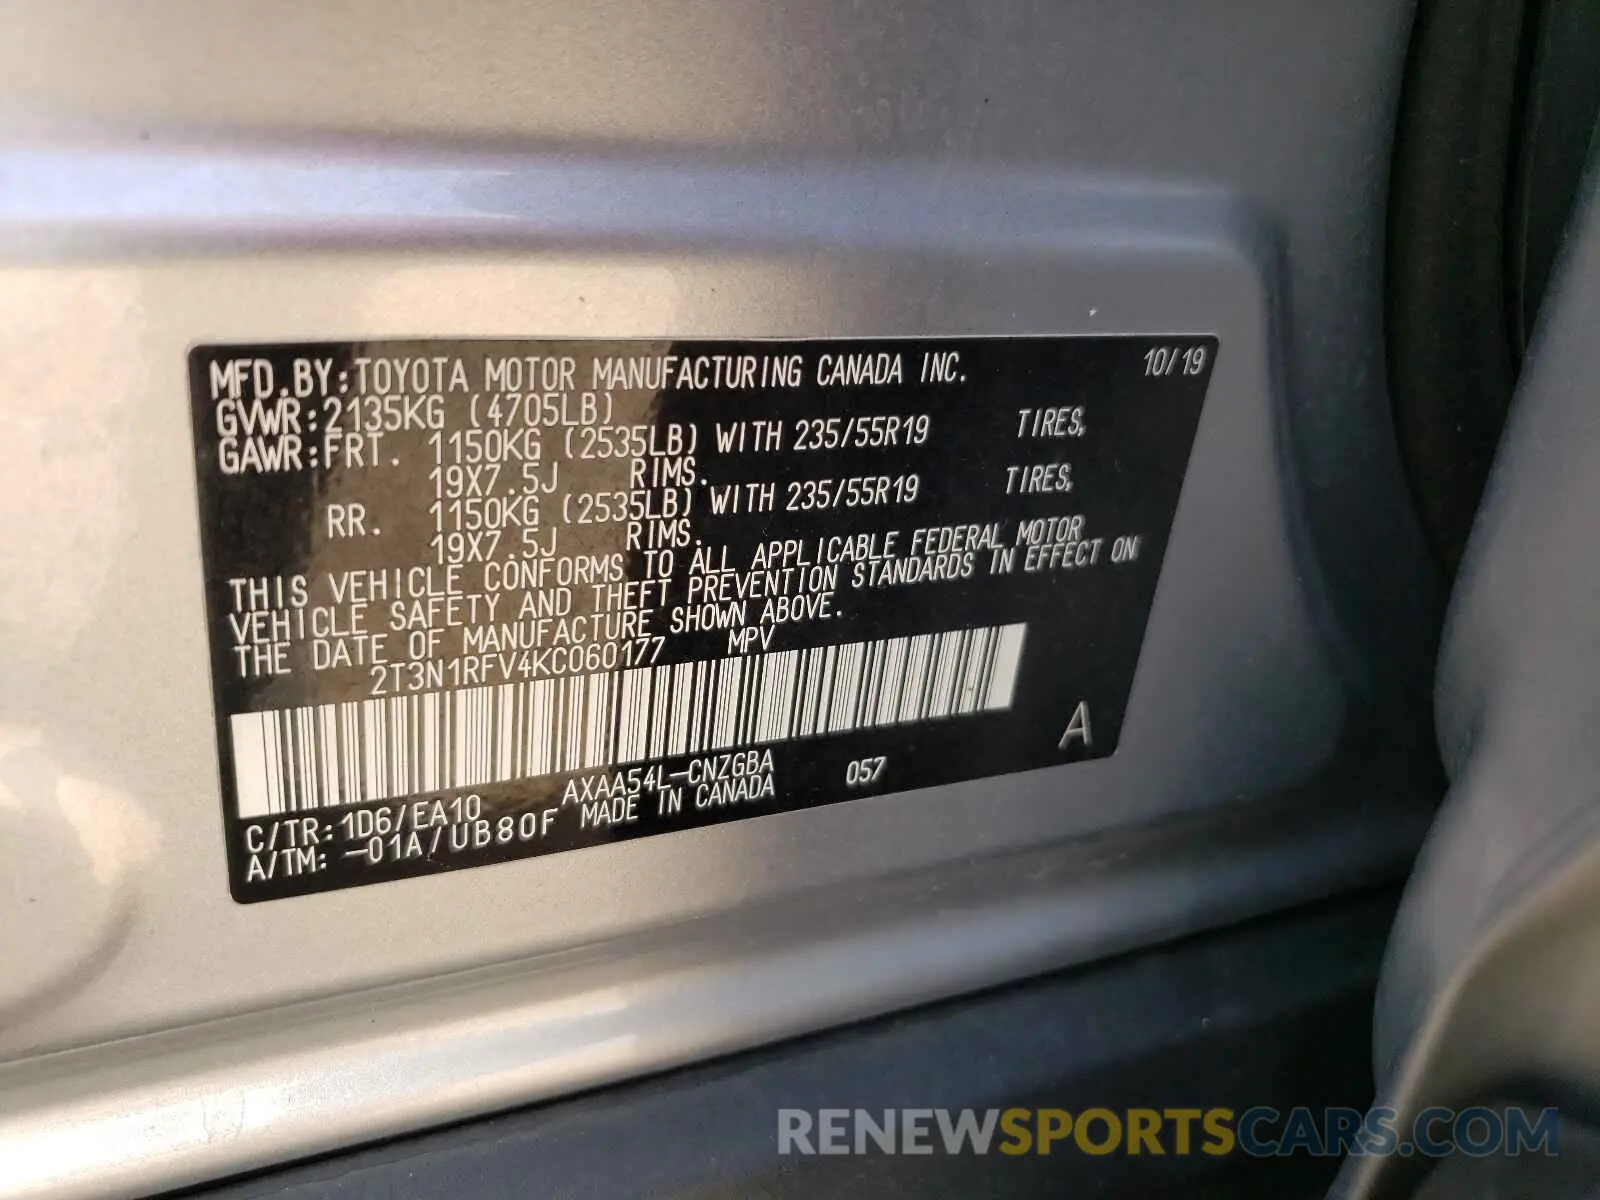 MFD.BY:TOYOTA MOTOR MANUFACTURING CANADA INC. 10/19
GVWR:2135KG (4705LB)
GAWR:FRT. 1150KG (2535LB) WITH 235/55R19 TIRES,
19X7.5J RIMS.
RR. 1150KG (2535LB) WITH 235/55R19 TIRES,
19X7.5J RIMS.
THIS VEHICLE CONFORMS TO ALL APPLICABLE FEDERAL MOTOR
VEHICLE SAFETY AND THEFT PREVENTION STANDARDS IN EFFECT ON
THE DATE OF MANUFACTURE SHOWN ABOVE.
2T3N1RFV4KC060177 MPV
A
C/TR:1D6/EA10 AXAA54L-CNZGBA 057
A/TM:-01A/UB80F MADE IN CANADA
RENEWSPORTSCARS.COM